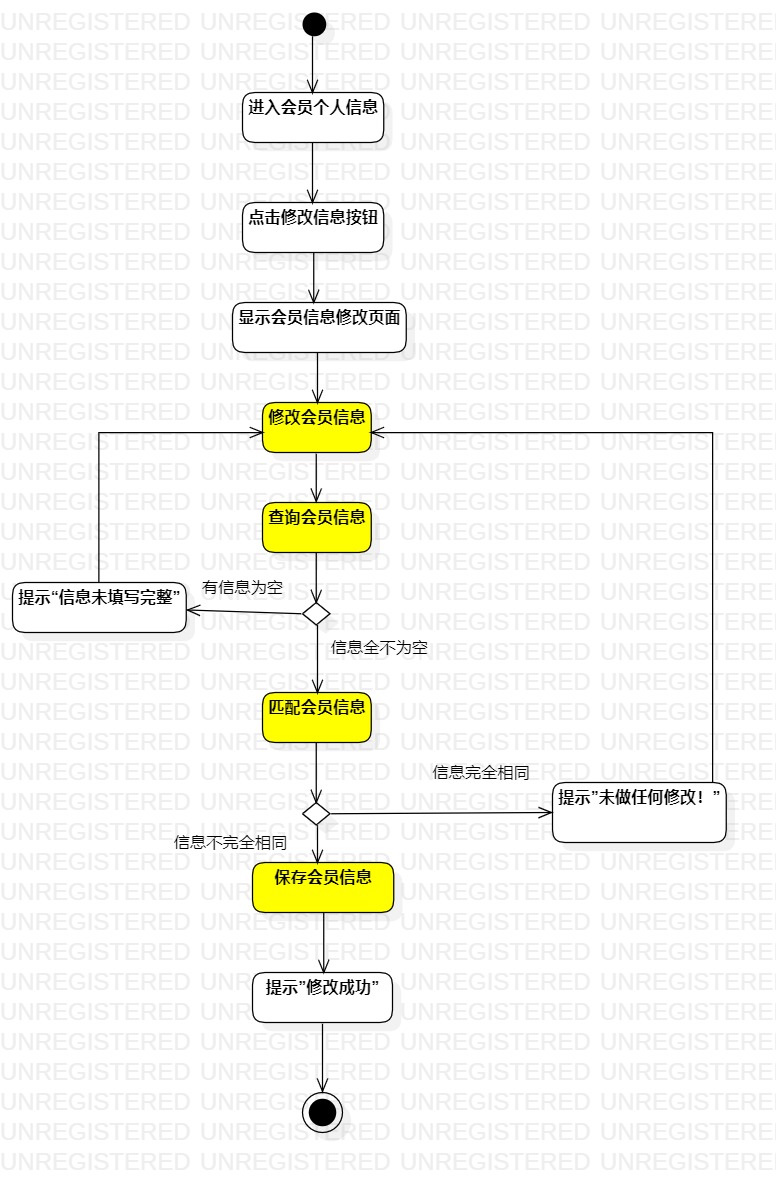 进入会员个人信息
点击修改信息按钮
显示会员信息修改页面
修改会员信息
查询会员信息
有信息为空
提示“信息未填写完整”
信息全不为空
匹配会员信息
信息完全相同
提示”未做任何修改！”
信息不完全相同
保存会员信息
提示”修改成功”
UNREGISTERED UNREGISTERED UNREGISTERED UNREGISTERED